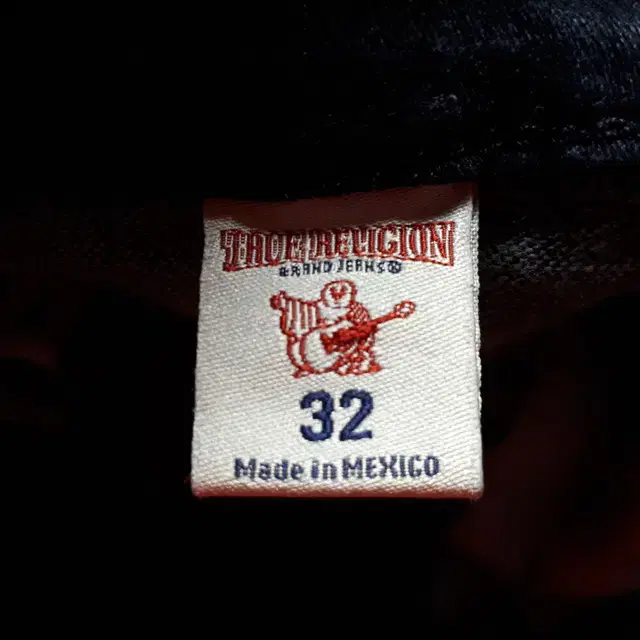 TRUE RELIGION
BRAND JEANS®
32
Made in MEXICO